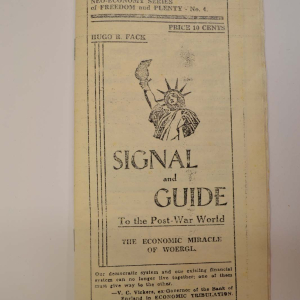 NEO-ECONOMY SERIES
of FREEDOM and PLENTY - No. 4.
PRICE 10 CENTS
HUGO R. FACK
SIGNAL
and
GUIDE
To the Post-War World
THE ECONOMIC MIRACLE
OF WOERGL.
Our democratic system and our existing financial
system can no longer live together; one of them
must give way to the other.
—V. C. Vickers, ex-Governor of the Bank of
England in ECONOMIC TRIBULATION